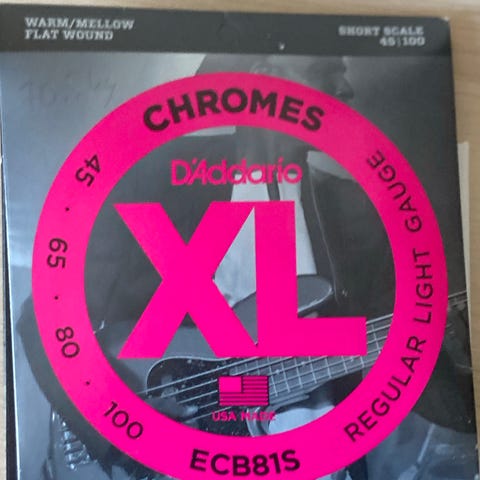 WARM/MELLOW
FLAT WOUND
SHORT SCALE
45|100
CHROMES
D'Addario
XL
45 · 65 · 80 · 100
REGULAR LIGHT GAUGE
USA MADE
ECB81S